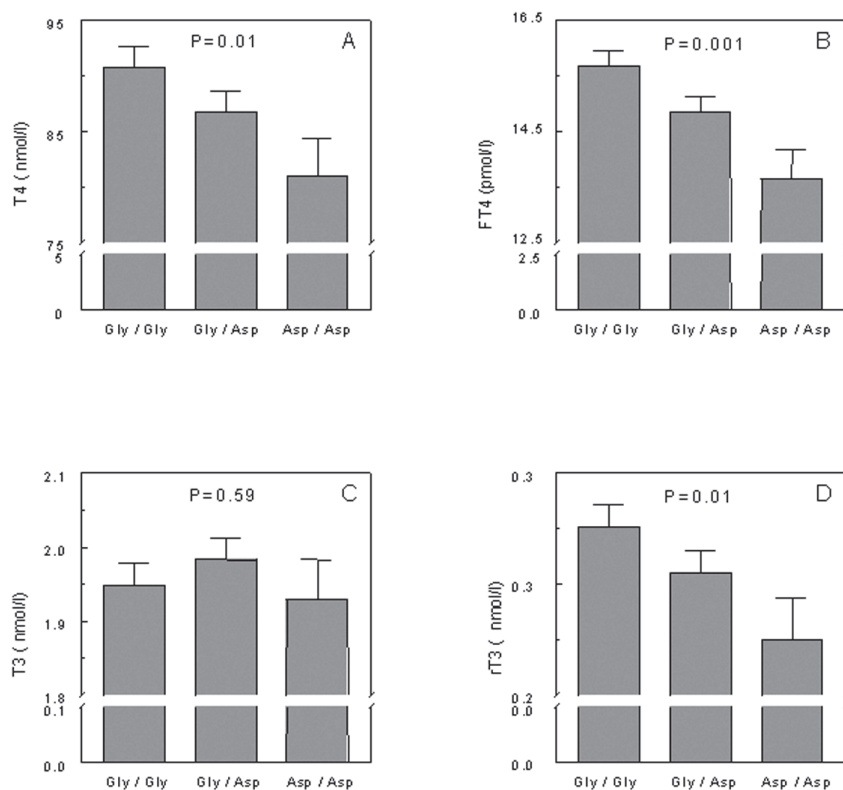 95
P=0.01
A
85
T4 ( nmol/l)
75
5
0
Gly / Gly
Gly / Asp
Asp / Asp
16.5
P=0.001
B
14.5
FT4 (pmol/l)
12.5
2.5
0.0
Gly / Gly
Gly / Asp
Asp / Asp
2.1
P=0.59
C
2.0
1.9
T3 ( nmol/l)
1.8
0.1
0.0
Gly / Gly
Gly / Asp
Asp / Asp
0.3
P=0.01
D
0.3
rT3 ( nmol/l)
0.2
0.0
0.0
Gly / Gly
Gly / Asp
Asp / Asp